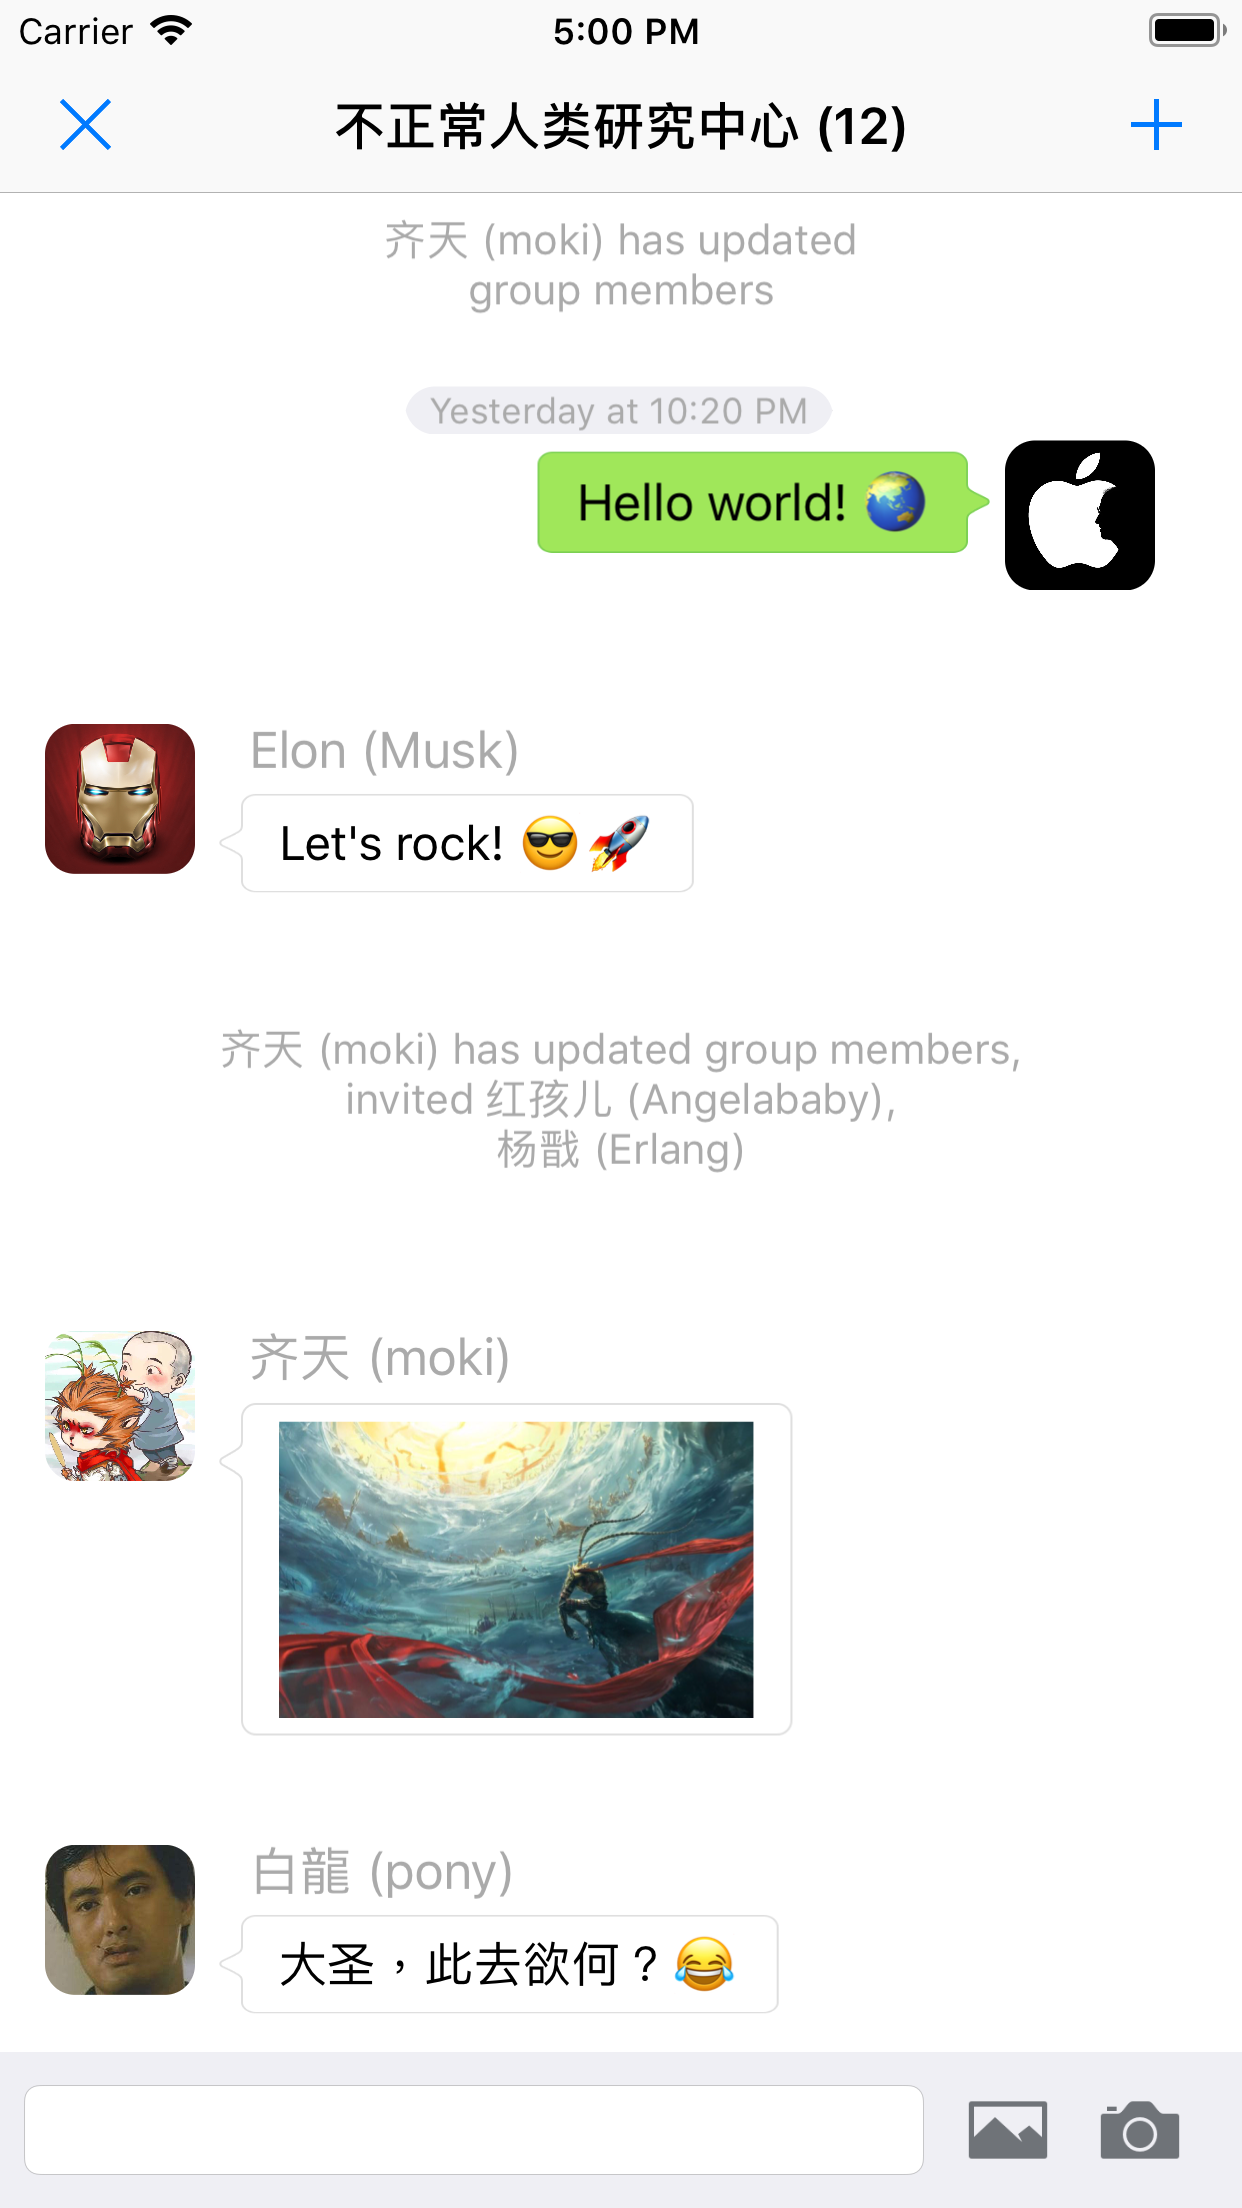 Carrier 5:00 PM
不正常人类研究中心 (12)
齐天 (moki) has updated
group members
Yesterday at 10:20 PM
Hello world! 🌏
Elon (Musk)
Let's rock! 😎🚀
齐天 (moki) has updated group members,
invited 红孩儿 (Angelababy),
杨戬 (Erlang)
齐天 (moki)
白龍 (pony)
大圣，此去欲何？😂